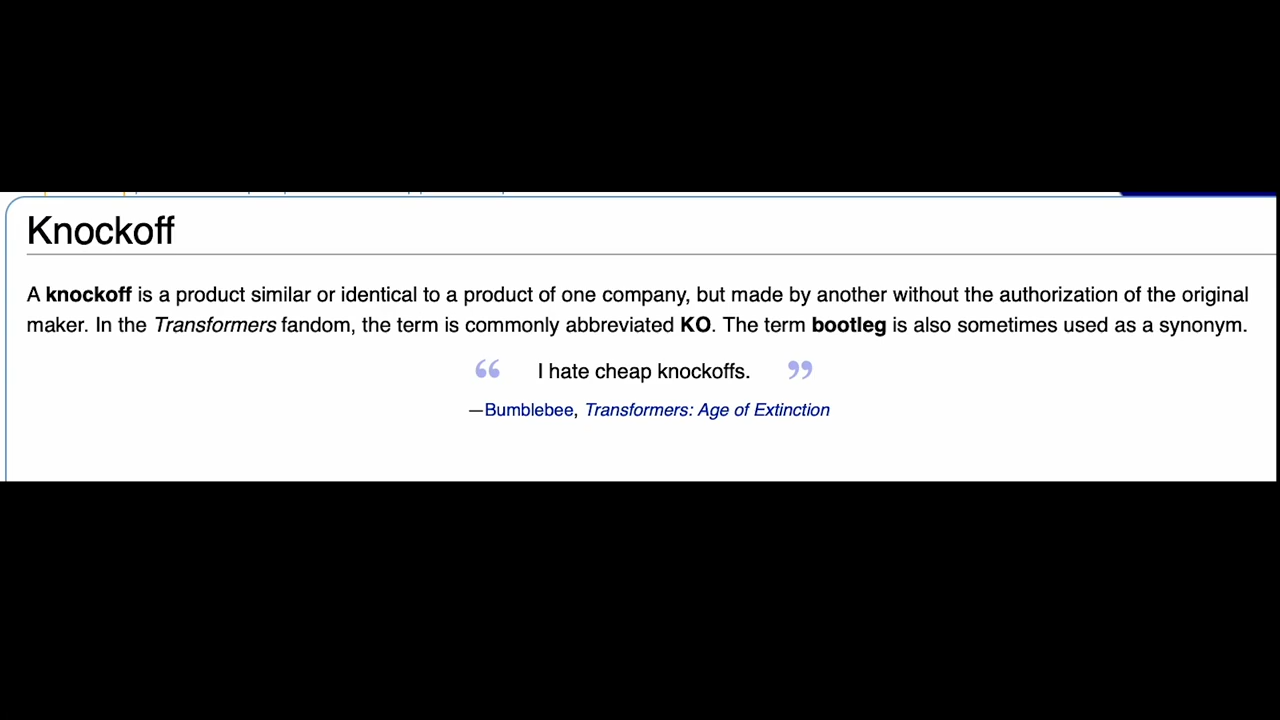 Knockoff
A knockoff is a product similar or identical to a product of one company, but made by another without the authorization of the original
maker. In the Transformers fandom, the term is commonly abbreviated KO. The term bootleg is also sometimes used as a synonym.
“ I hate cheap knockoffs. ”
—Bumblebee, Transformers: Age of Extinction